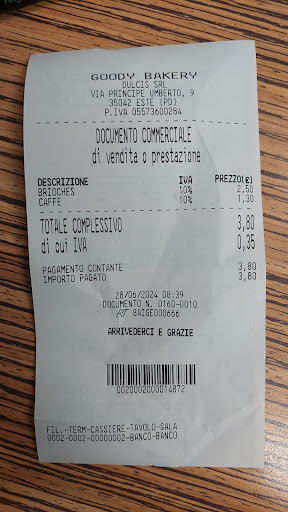 GOODY BAKERY
DULCIS SRL
VIA PRINCIPE UMBERTO, 9
35042 ESTE (PD)
P.IVA 05573600284
DOCUMENTO COMMERCIALE
di vendita o prestazione
DESCRIZIONE IVA PREZZO(€)
BRIOCHES 10% 2,50
CAFFE 10% 1,30
TOTALE COMPLESSIVO 3,80
di cui IVA 0,35
PAGAMENTO CONTANTE 3,80
IMPORTO PAGATO 3,80
28/06/2024 08:39
DOCUMENTO N. 0160-0010
RT 8AIGE000666
ARRIVEDERCI E GRAZIE
0020002000014872
FIL.-TERM-CASSIERE-TAVOLO-SALA
0002-0002-00000002-BANCO-BANCO